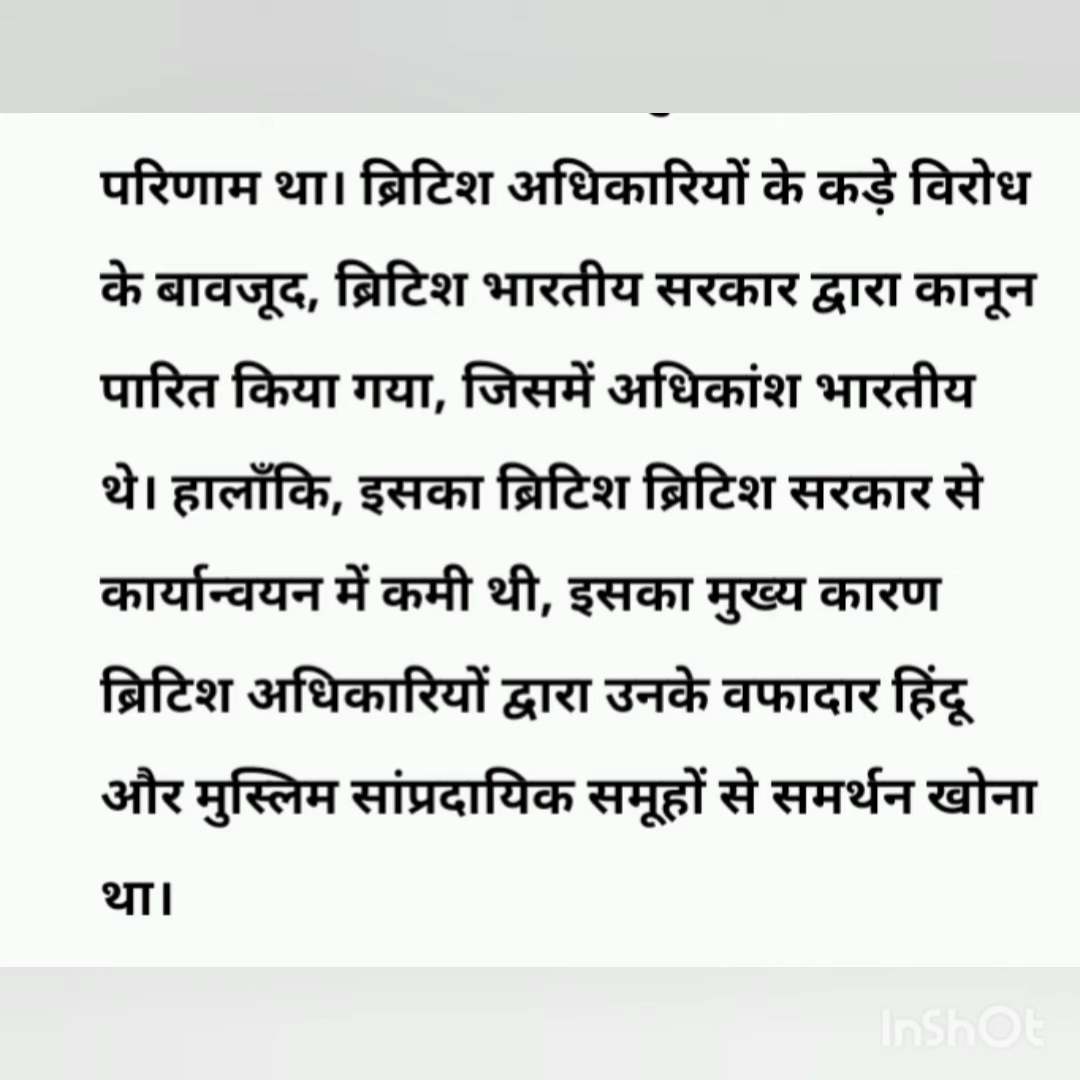 परिणाम था। ब्रिटिश अधिकारियों के कड़े विरोध
के बावजूद, ब्रिटिश भारतीय सरकार द्वारा कानून
पारित किया गया, जिसमें अधिकांश भारतीय
थे। हालाँकि, इसका ब्रिटिश ब्रिटिश सरकार से
कार्यान्वयन में कमी थी, इसका मुख्य कारण
ब्रिटिश अधिकारियों द्वारा उनके वफादार हिंदू
और मुस्लिम सांप्रदायिक समूहों से समर्थन खोना
था।
InShOt